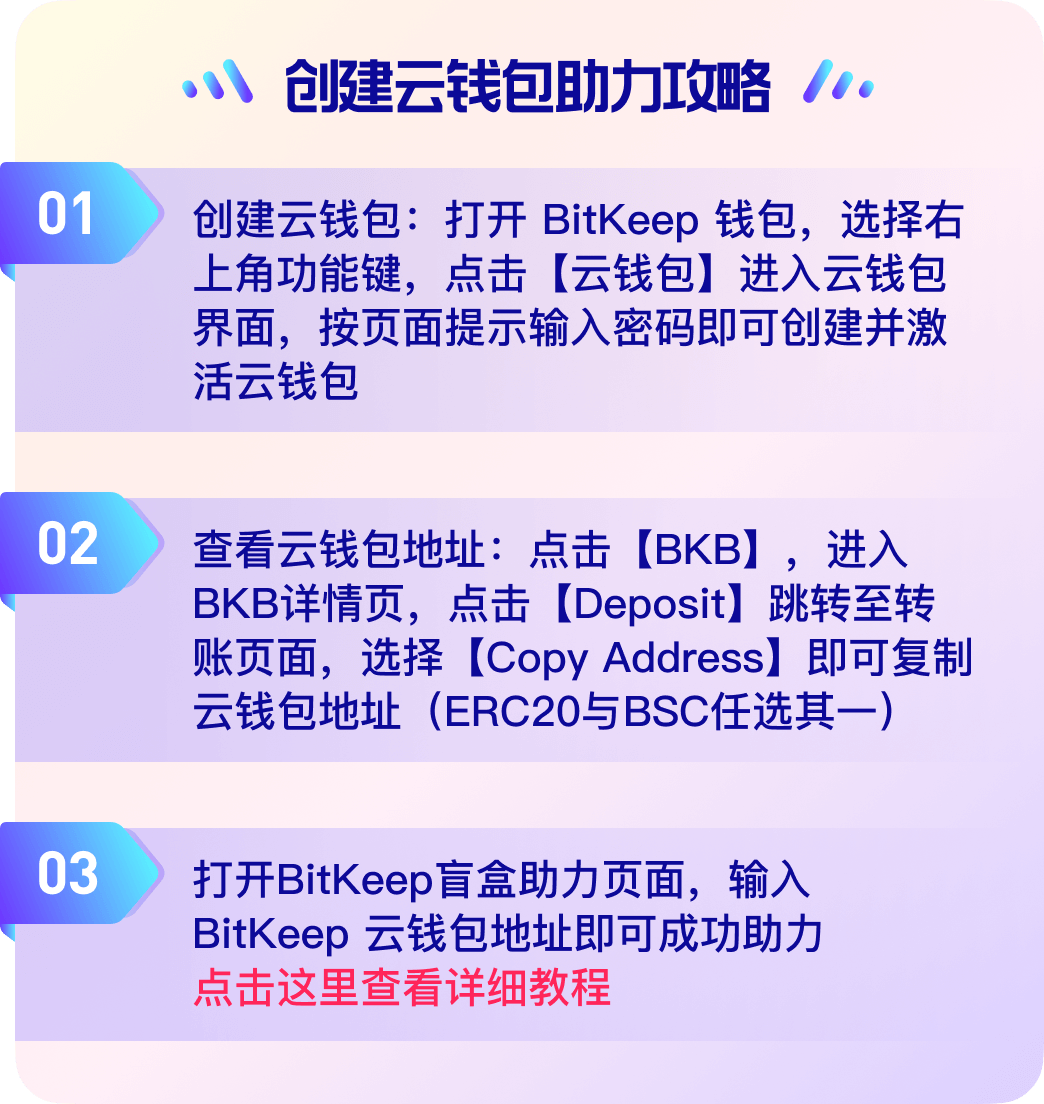 创建云钱包助力攻略
01
创建云钱包：打开 BitKeep 钱包，选择右
上角功能键，点击【云钱包】进入云钱包
界面，按页面提示输入密码即可创建并激
活云钱包
02
查看云钱包地址：点击【BKB】，进入
BKB详情页，点击【Deposit】跳转至转
账页面，选择【Copy Address】即可复制
云钱包地址（ERC20与BSC任选其一）
03
打开BitKeep盲盒助力页面，输入
BitKeep 云钱包地址即可成功助力
点击这里查看详细教程